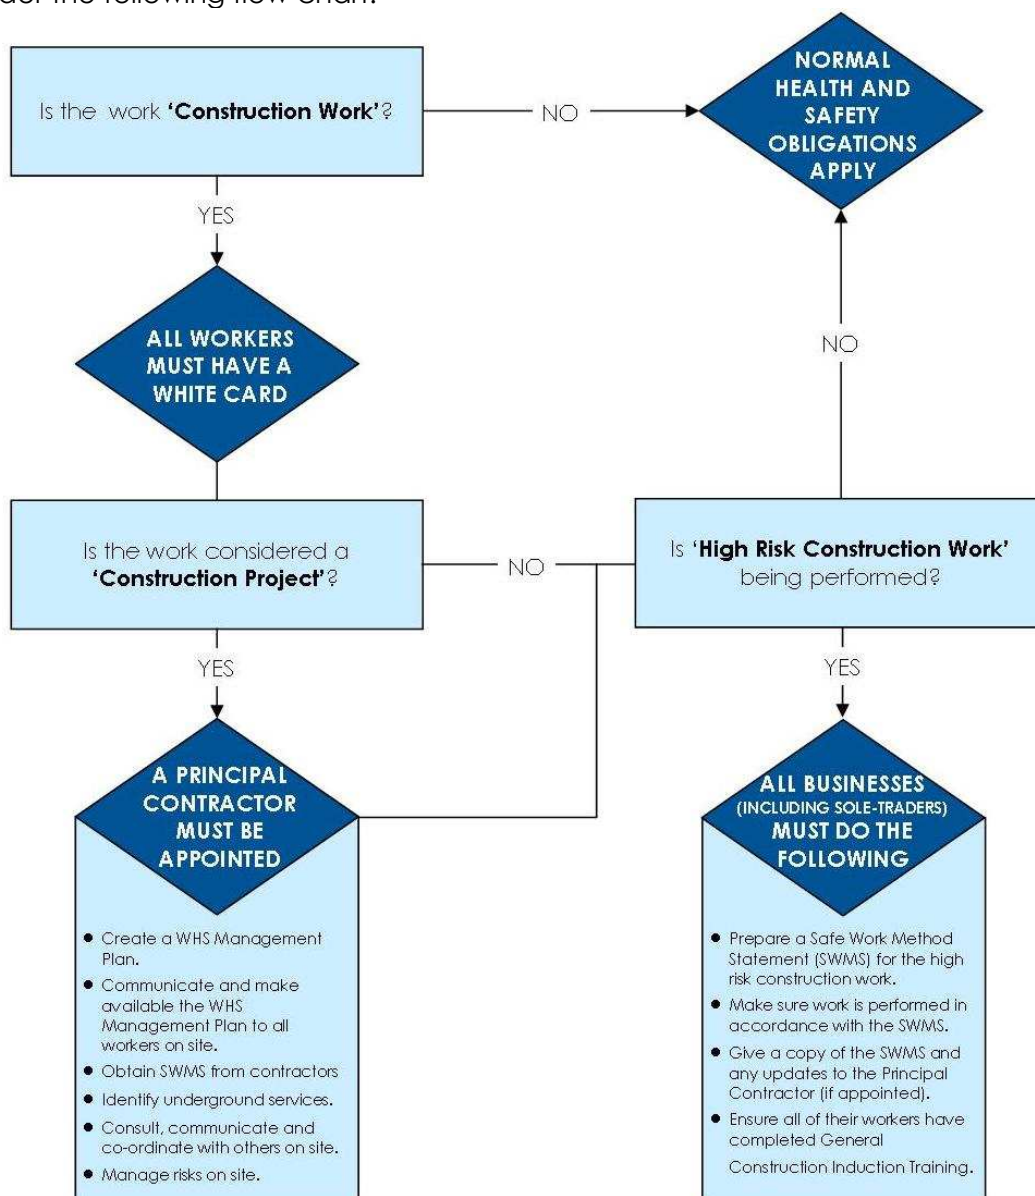 Is the work 'Construction Work'?
NO
NORMAL
HEALTH AND
SAFETY
OBLIGATIONS
APPLY
YES
ALL WORKERS
MUST HAVE A
WHITE CARD
NO
Is the work considered a
'Construction Project'?
NO
Is 'High Risk Construction Work'
being performed?
YES
YES
A PRINCIPAL
CONTRACTOR
MUST BE
APPOINTED
• Create a WHS Management
Plan.
• Communicate and make
available the WHS
Management Plan to all
workers on site.
• Obtain SWMS from contractors
• Identify underground services.
• Consult, communicate and
co-ordinate with others on site.
• Manage risks on site.
ALL BUSINESSES
(INCLUDING SOLE-TRADERS)
MUST DO THE
FOLLOWING
• Prepare a Safe Work Method
Statement (SWMS) for the high
risk construction work.
• Make sure work is performed in
accordance with the SWMS.
• Give a copy of the SWMS and
any updates to the Principal
Contractor (if appointed).
• Ensure all of their workers have
completed General
Construction Induction Training.